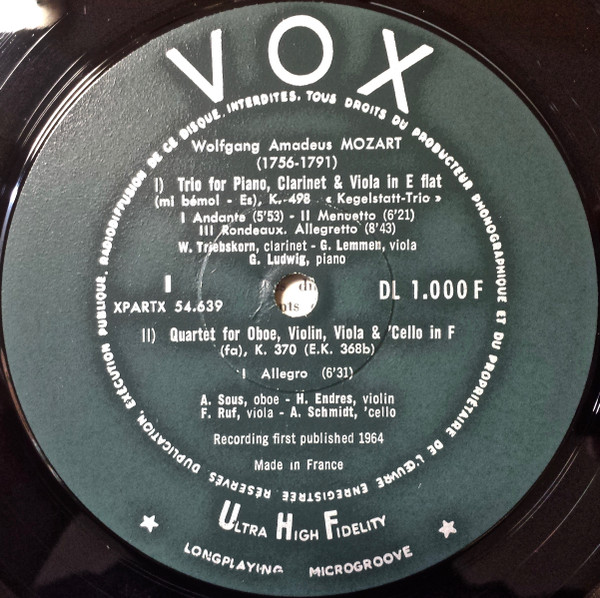 VOX
TOUS DROITS DU PRODUCTEUR PHONOGRAPHIQUE ET DU PROPRIÉTAIRE DE L'ŒUVRE ENREGISTRÉE RÉSERVÉS DUPLICATION, EXÉCUTION PUBLIQUE, RADIODIFFUSION DE CE DISQUE, INTERDITES.
Wolfgang Amadeus MOZART
(1756-1791)
I) Trio for Piano, Clarinet & Viola in E flat
(mi bémol - Es), K. 498 « Kegelstatt-Trio »
I Andante (5'53) - II Menuetto (6'21)
III Rondeaux. Allegretto (8'43)
W. Triebskorn, clarinet - G. Lemmen, viola
G. Ludwig, piano
I
XPARTX 54.639
DL 1.000 F
II) Quartet for Oboe, Violin, Viola & 'Cello in F
(fa), K. 370 (E.K. 368b)
I Allegro (6'31)
A. Sous, oboe - H. Endres, violin
F. Ruf, viola - A. Schmidt, 'cello
Recording first published 1964
Made in France
ULTRA HIGH FIDELITY
LONGPLAYING MICROGROOVE